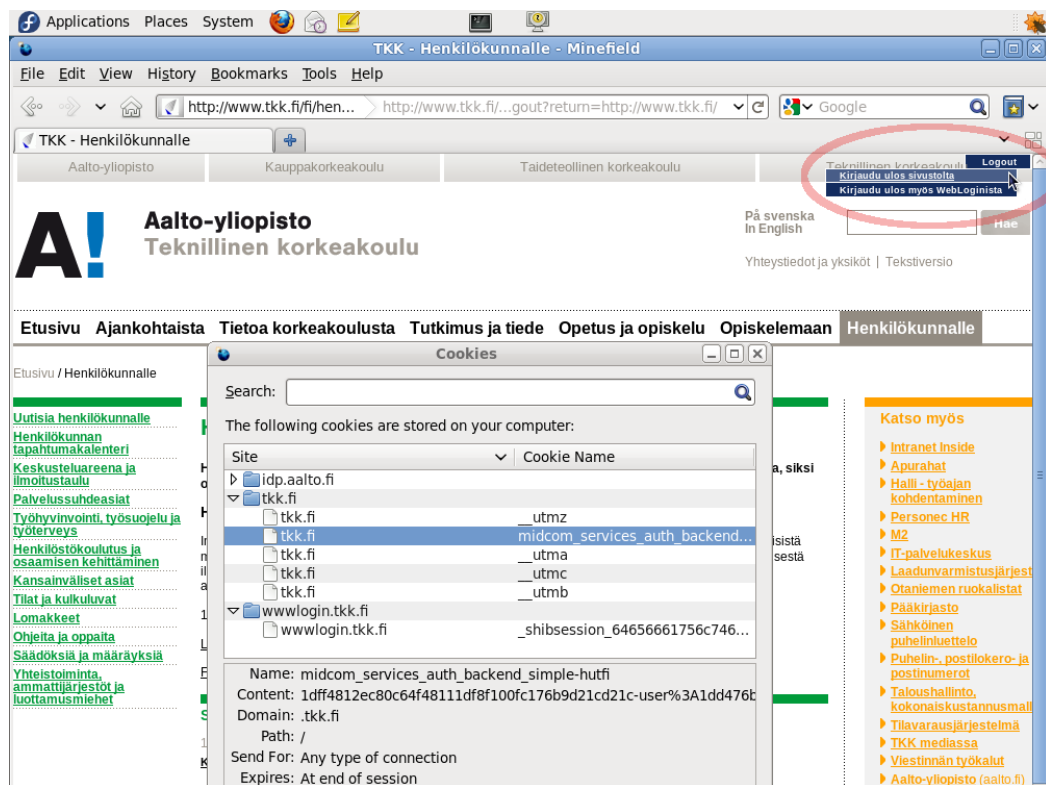 Applications Places System
TKK - Henkilökunnalle - Minefield
File Edit View History Bookmarks Tools Help
http://www.tkk.fi/fi/hen... http://www.tkk.fi/...gout?return=http://www.tkk.fi/ Google
TKK - Henkilökunnalle
Aalto-yliopisto Kauppakorkeakoulu Taideteollinen korkeakoulu Teknillinen korkeakoulu Logout
Kirjaudu ulos sivustolta
Kirjaudu ulos myös WebLoginista
A!
Aalto-yliopisto
Teknillinen korkeakoulu
På svenska
In English
Hae
Yhteystiedot ja yksiköt | Tekstiversio
Etusivu Ajankohtaista Tietoa korkeakoulusta Tutkimus ja tiede Opetus ja opiskelu Opiskelemaan Henkilökunnalle
Etusivu / Henkilökunnalle
Uutisia henkilökunnalle
Henkilökunnan
tapahtumakalenteri
Keskusteluareena ja
ilmoitustaulu
Palvelussuhdeasiat
Työhyvinvointi, työsuojelu ja
työterveys
Henkilöstökoulutus ja
osaamisen kehittäminen
Kansainväliset asiat
Tilat ja kulkuluvat
Lomakkeet
Ohjeita ja oppaita
Säädöksiä ja määräyksiä
Yhteistoiminta,
ammattijärjestöt ja
luottamusmiehet
Cookies
Search:
The following cookies are stored on your computer:
Site Cookie Name
idp.aalto.fi
tkk.fi
tkk.fi __utmz
tkk.fi midcom_services_auth_backend...
tkk.fi __utma
tkk.fi __utmc
tkk.fi __utmb
wwwlogin.tkk.fi
wwwlogin.tkk.fi _shibsession_64656661756c746...
Name: midcom_services_auth_backend_simple-hutfi
Content: 1dff4812ec80c64f48111df8f100fc176b9d21cd21c-user%3A1dd476b
Domain: .tkk.fi
Path: /
Send For: Any type of connection
Expires: At end of session
a, siksi
isistä
sestä
Katso myös
Intranet Inside
Apurahat
Halli - työajan
kohdentaminen
Personec HR
M2
IT-palvelukeskus
Laadunvarmistusjärjest
Otaniemen ruokalistat
Pääkirjasto
Sähköinen
puhelinluettelo
Puhelin-, postilokero- ja
postinumerot
Taloushallinto,
kokonaiskustannusmall
Tilavarausjärjestelmä
TKK mediassa
Viestinnän työkalut
Aalto-yliopisto (aalto.fi)